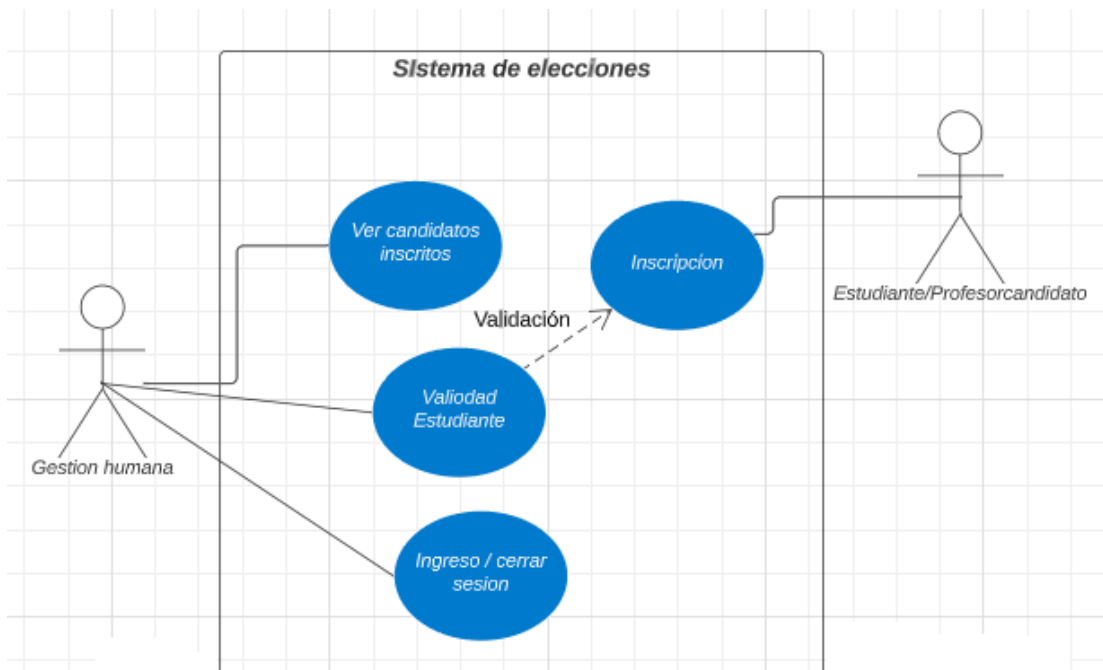 SIstema de elecciones
Ver candidatos
inscritos
Inscripcion
Estudiante/Profesorcandidato
Validación
Valiodad
Estudiante
Gestion humana
Ingreso / cerrar
sesion